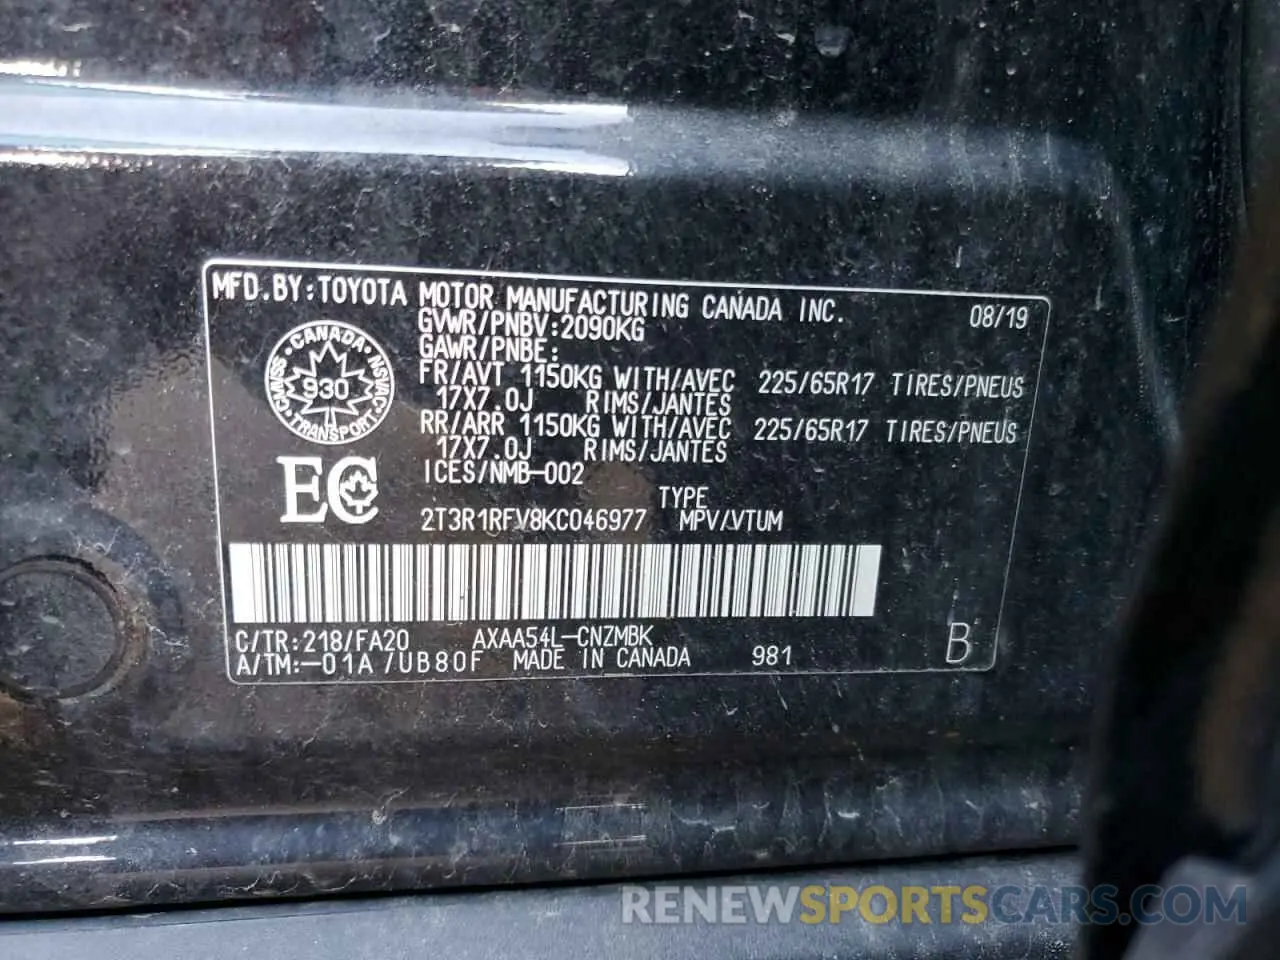 MFD.BY:TOYOTA MOTOR MANUFACTURING CANADA INC. 08/19
GVWR/PNBV:2090KG
GAWR/PNBE:
FR/AVT 1150KG WITH/AVEC 225/65R17 TIRES/PNEUS
17X7.0J RIMS/JANTES
RR/ARR 1150KG WITH/AVEC 225/65R17 TIRES/PNEUS
17X7.0J RIMS/JANTES
ICES/NMB-002
CANADA
CMVSS 930 NSVAC
TRANSPORT
EC
TYPE
2T3R1RFV8KC046977 MPV/VTUM
C/TR:218/FA20 AXAA54L-CNZMBK
A/TM:-01A/UB80F MADE IN CANADA 981 B
RENEWSPORTSCARS.COM